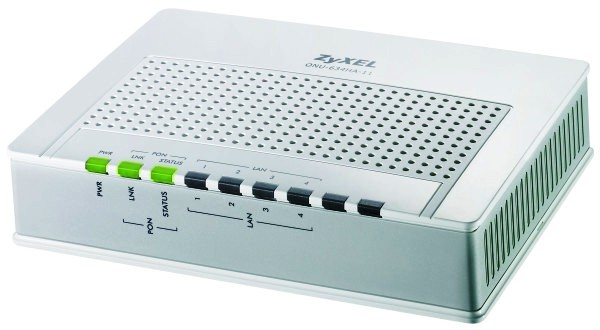 ZyXEL
ONU-634HA-11
PON
PWR LNK STATUS
LAN
1 2 3 4
PWR LNK STATUS 1 2 3 4
PON LAN